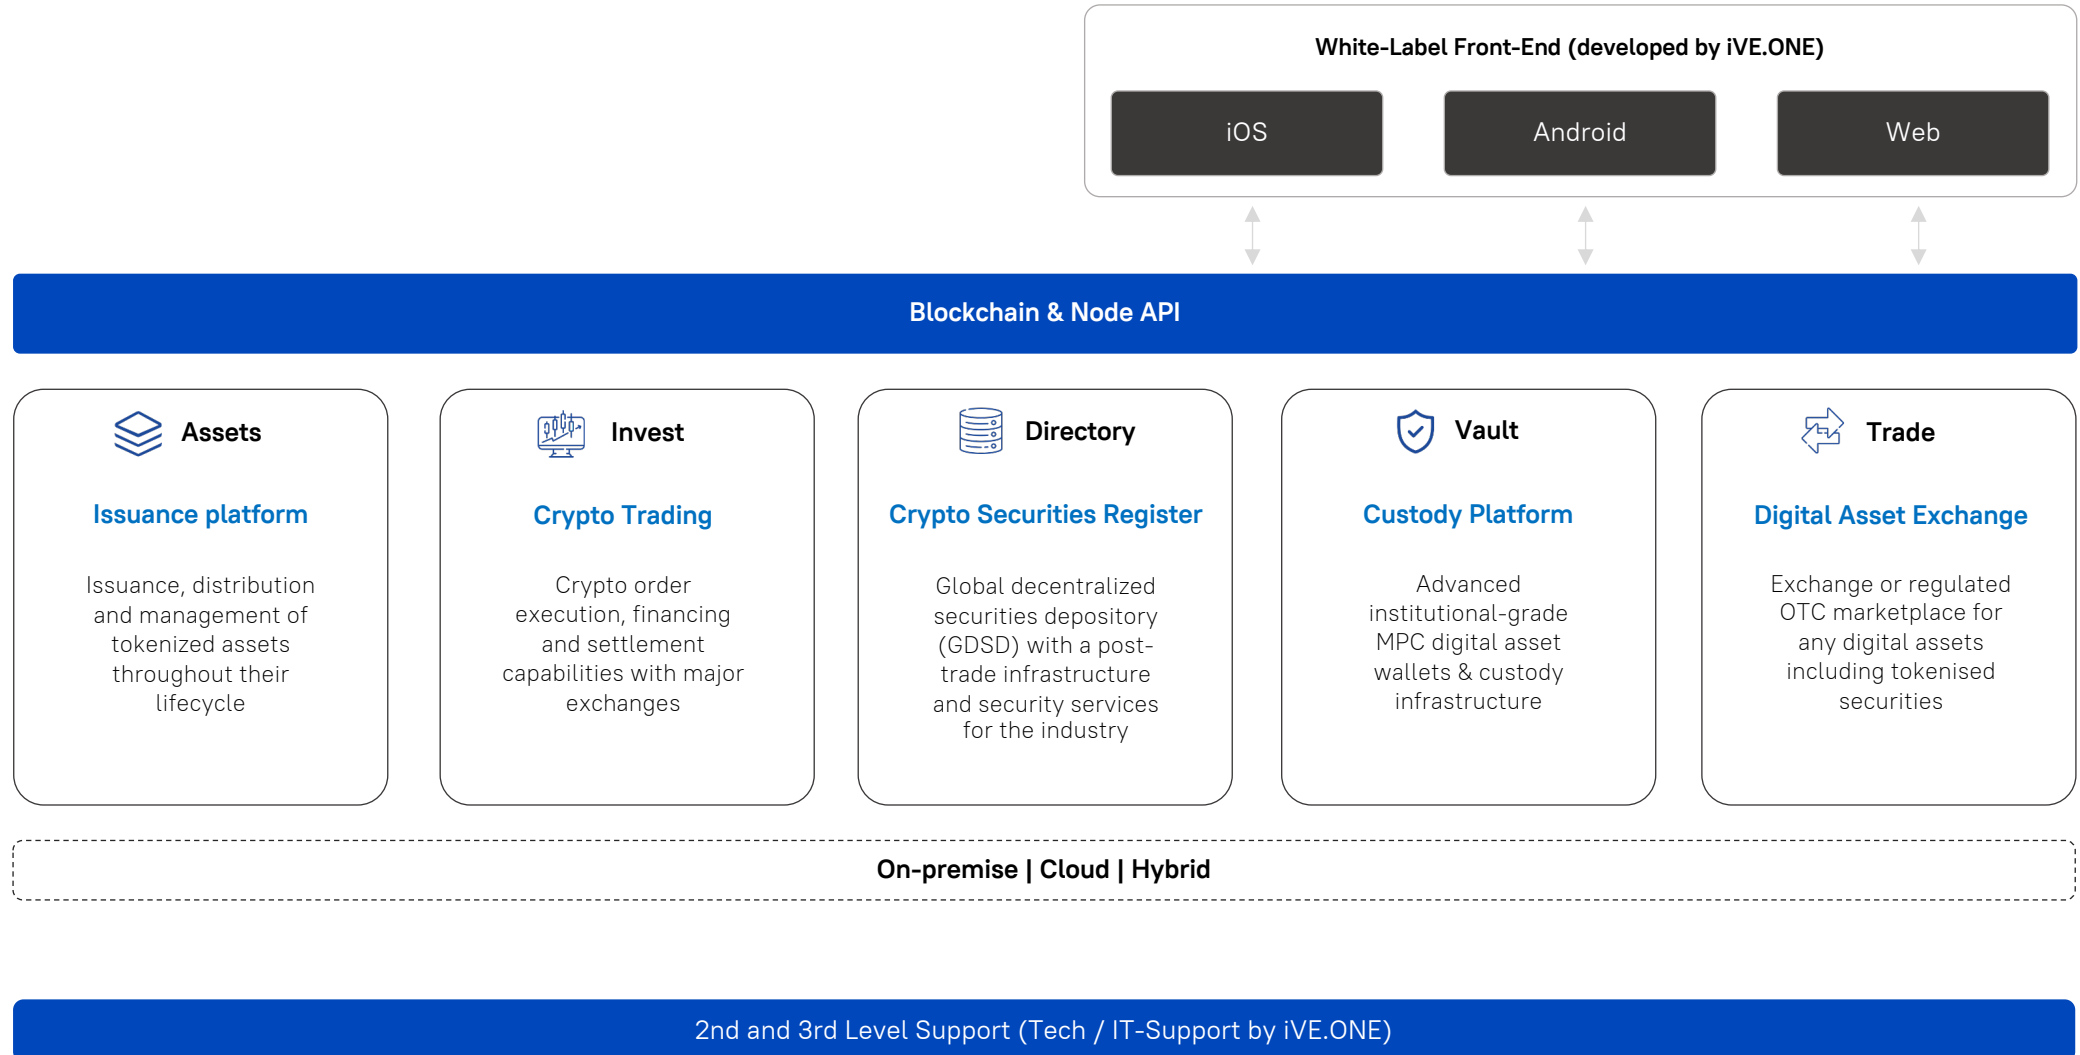 White-Label Front-End (developed by iVE.ONE)
iOS
Android
Web
Blockchain & Node API
Assets
Issuance platform
Issuance, distribution
and management of
tokenized assets
throughout their
lifecycle
Invest
Crypto Trading
Crypto order
execution, financing
and settlement
capabilities with major
exchanges
Directory
Crypto Securities Register
Global decentralized
securities depository
(GDSD) with a post-
trade infrastructure
and security services
for the industry
Vault
Custody Platform
Advanced
institutional-grade
MPC digital asset
wallets & custody
infrastructure
Trade
Digital Asset Exchange
Exchange or regulated
OTC marketplace for
any digital assets
including tokenised
securities
On-premise | Cloud | Hybrid
2nd and 3rd Level Support (Tech / IT-Support by iVE.ONE)